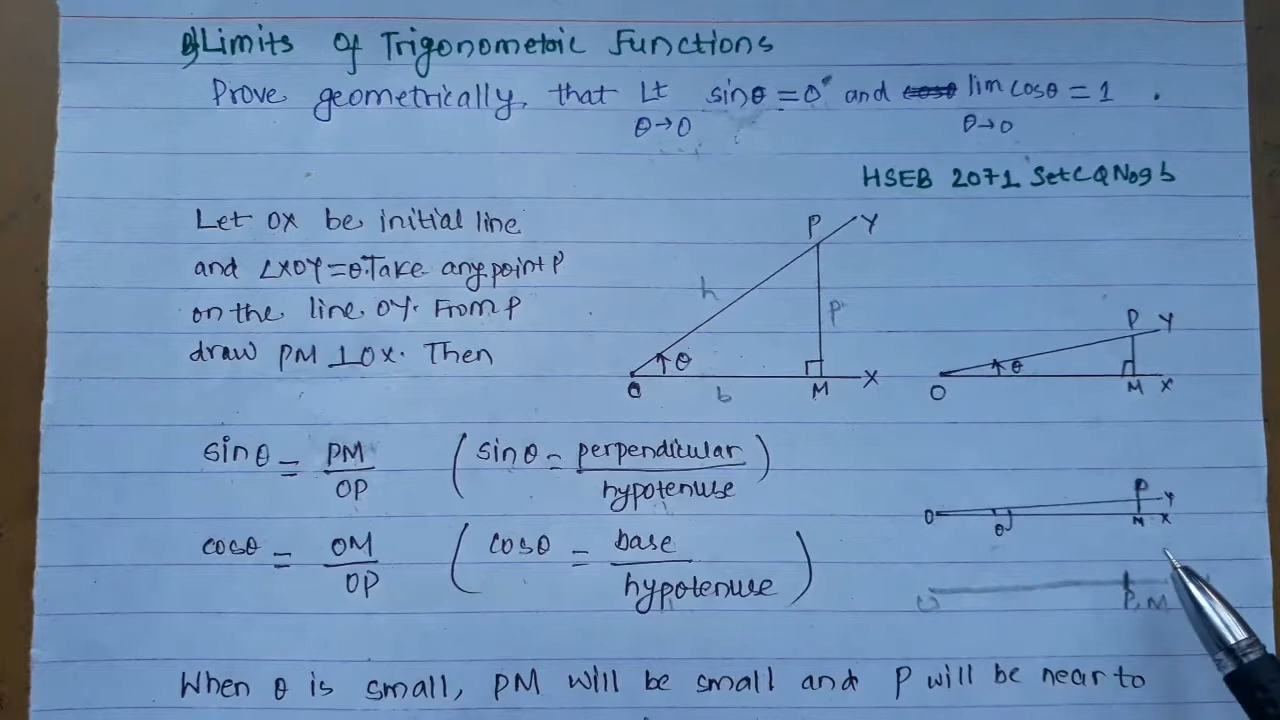 Limits of Trigonometric Functions
Prove geometrically that Lt sinθ = 0 and lim cosθ = 1 .
θ→0 θ→0
HSEB 2071 Set C Q No 9 b
Let OX be initial line
and ∠XOY=θ. Take any point P
on the line OY. From P
draw PM ⊥ OX. Then
P Y
h
P
θ
O b M X
P Y
θ
O M X
sinθ = PM/OP (sinθ = perpendicular/hypotenuse)
P Y
O θ M X
cosθ = OM/OP (cosθ = base/hypotenuse)
O P, M
When θ is small, PM will be small and P will be near to